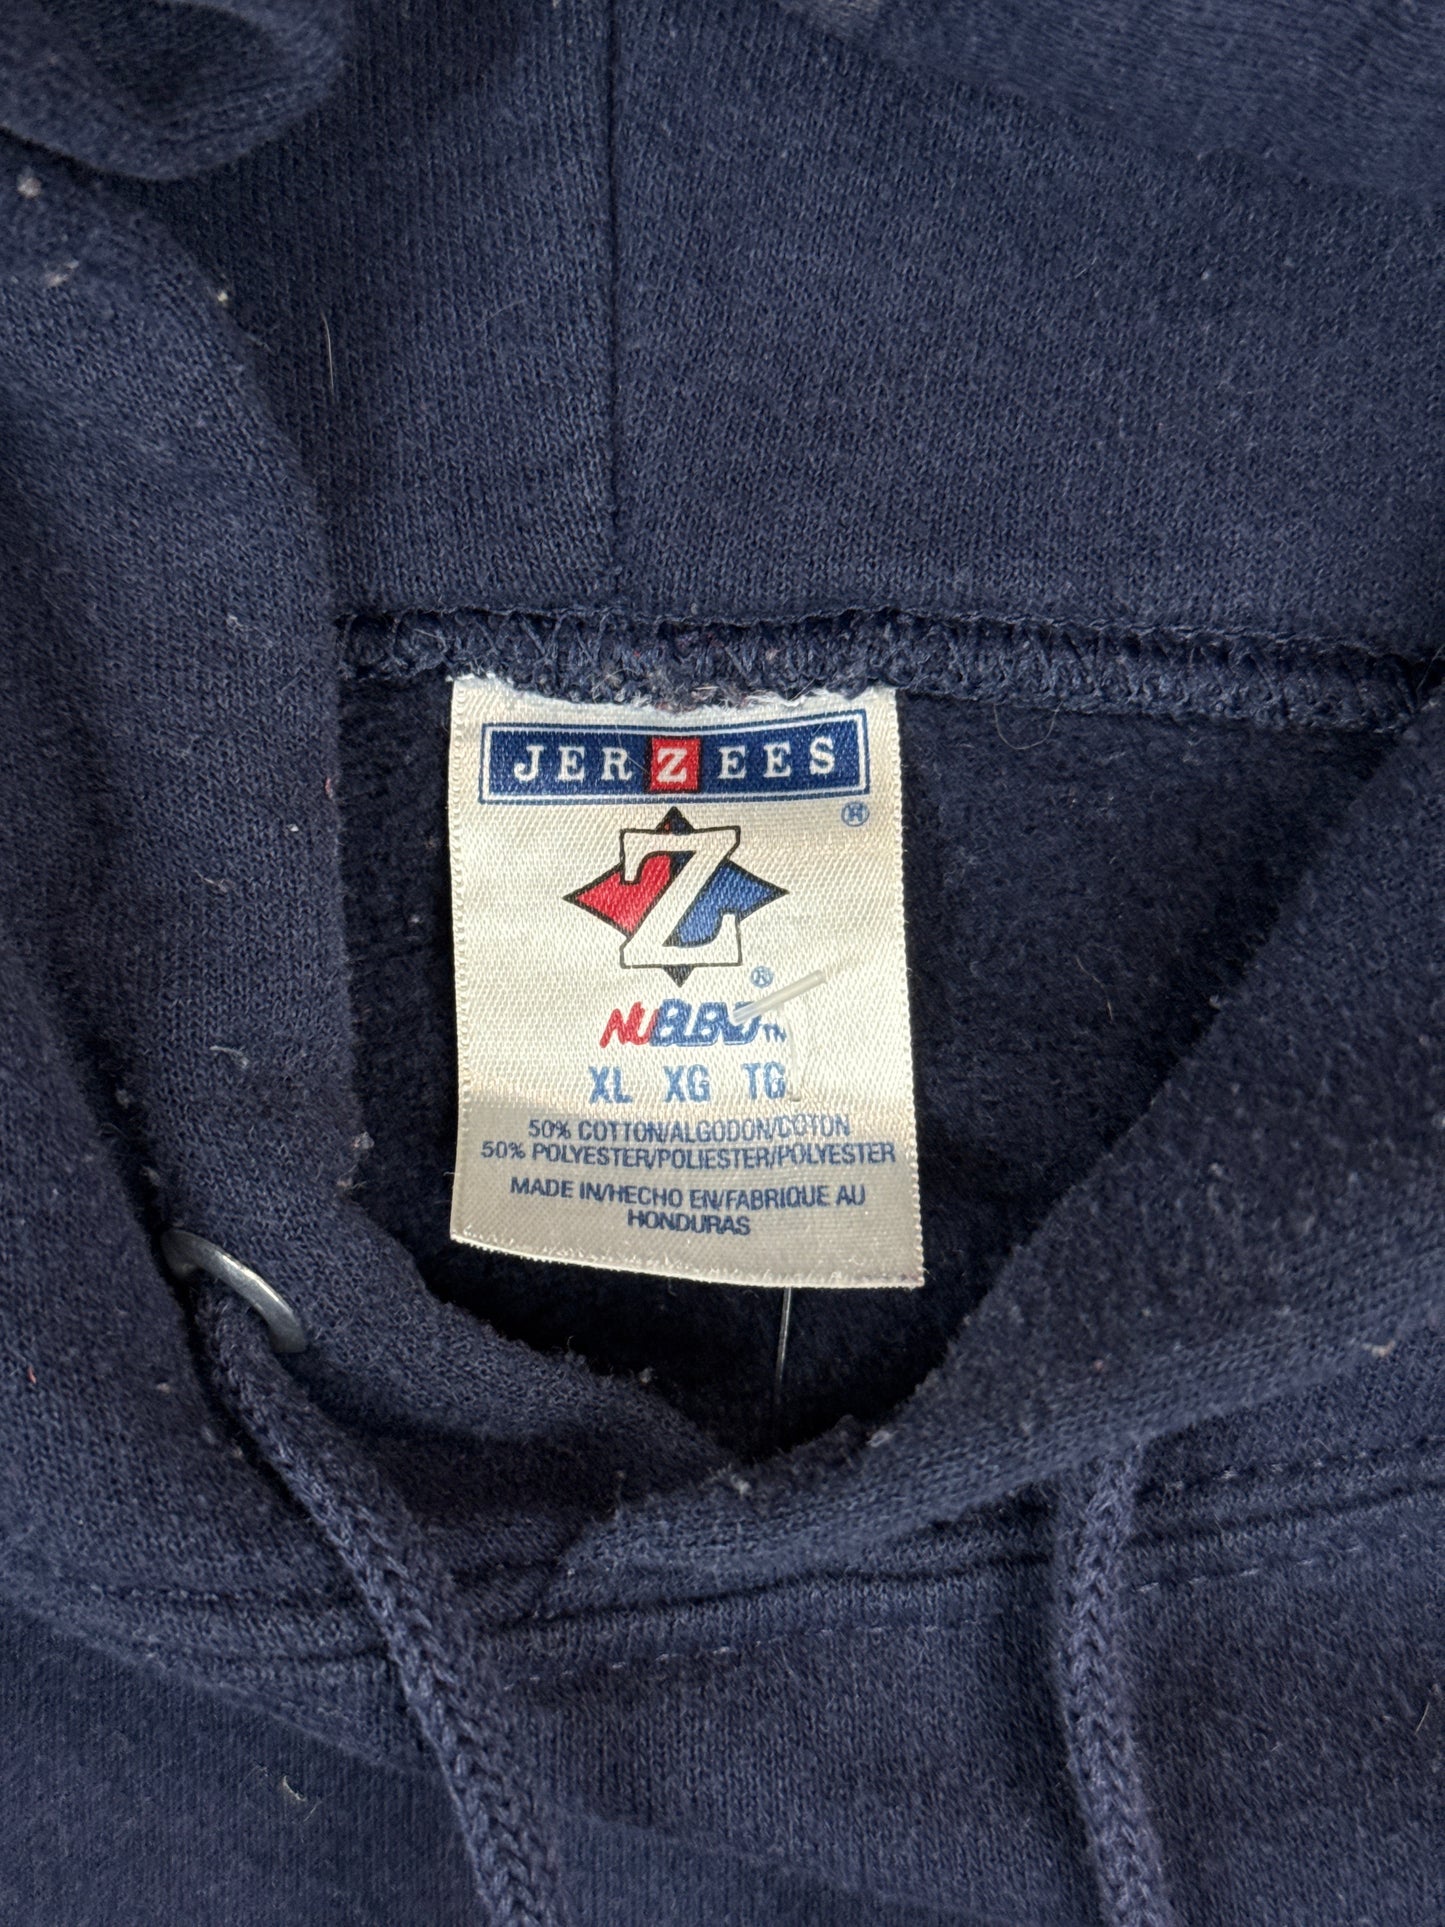 JERZEES
®
Z
®
NUBLEND™
XL XG TG
50% COTTON/ALGODON/COTON
50% POLYESTER/POLIESTER/POLYESTER
MADE IN/HECHO EN/FABRIQUE AU
HONDURAS